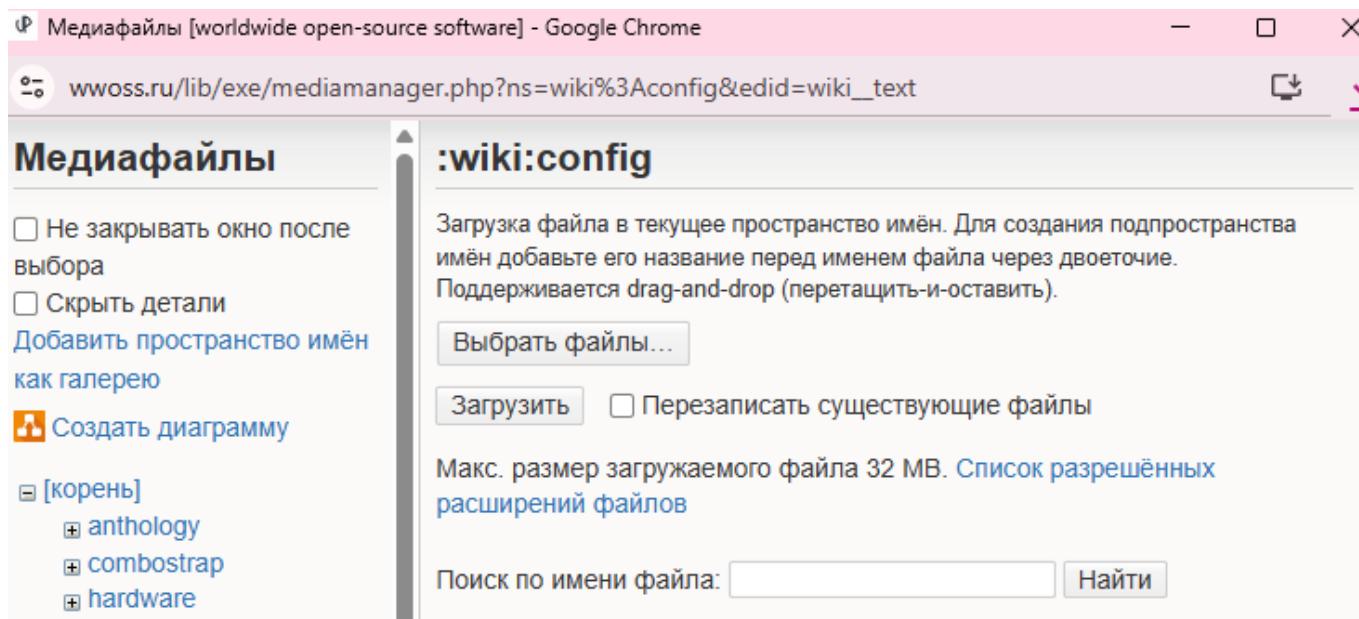 Медиафайлы [worldwide open-source software] - Google Chrome
wwoss.ru/lib/exe/mediamanager.php?ns=wiki%3Aconfig&edid=wiki__text
Медиафайлы
Не закрывать окно после
выбора
Скрыть детали
Добавить пространство имён
как галерею
Создать диаграмму
[корень]
anthology
combostrap
hardware
:wiki:config
Загрузка файла в текущее пространство имён. Для создания подпространства
имён добавьте его название перед именем файла через двоеточие.
Поддерживается drag-and-drop (перетащить-и-оставить).
Выбрать файлы...
Загрузить Перезаписать существующие файлы
Макс. размер загружаемого файла 32 MB. Список разрешённых
расширений файлов
Поиск по имени файла: Найти